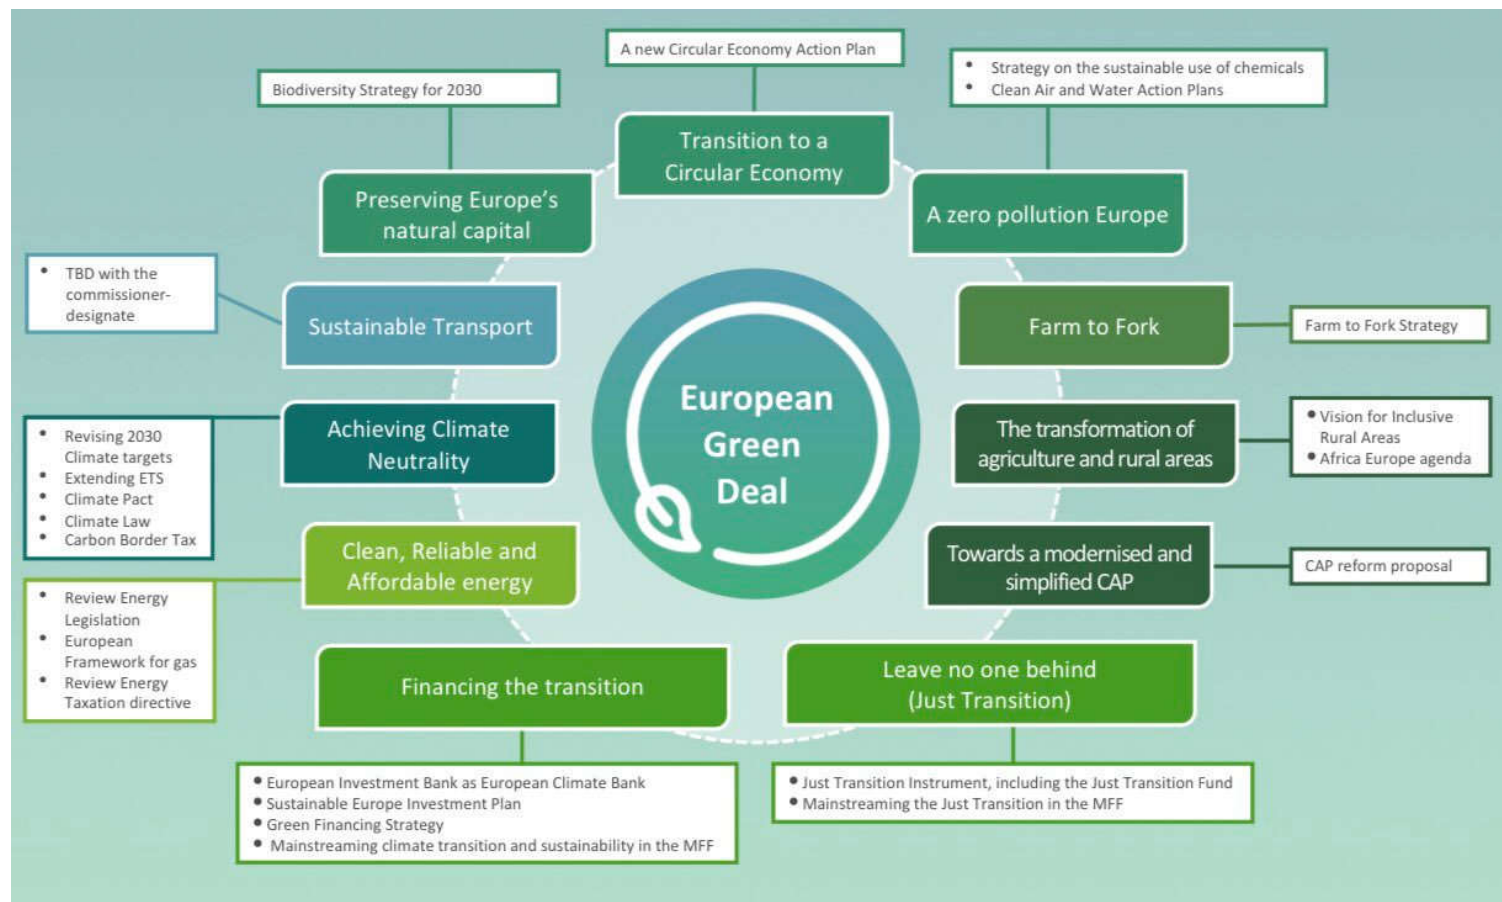 A new Circular Economy Action Plan
Biodiversity Strategy for 2030
• Strategy on the sustainable use of chemicals
• Clean Air and Water Action Plans
Transition to a
Circular Economy
Preserving Europe's
natural capital
A zero pollution Europe
• TBD with the
commissioner-
designate
Sustainable Transport
Farm to Fork
Farm to Fork Strategy
European
Green
Deal
• Revising 2030
Climate targets
• Extending ETS
• Climate Pact
• Climate Law
• Carbon Border Tax
Achieving Climate
Neutrality
The transformation of
agriculture and rural areas
• Vision for Inclusive
Rural Areas
• Africa Europe agenda
Clean, Reliable and
Affordable energy
• Review Energy
Legislation
• European
Framework for gas
• Review Energy
Taxation directive
Towards a modernised and
simplified CAP
CAP reform proposal
Financing the transition
Leave no one behind
(Just Transition)
• European Investment Bank as European Climate Bank
• Sustainable Europe Investment Plan
• Green Financing Strategy
• Mainstreaming climate transition and sustainability in the MFF
• Just Transition Instrument, including the Just Transition Fund
• Mainstreaming the Just Transition in the MFF